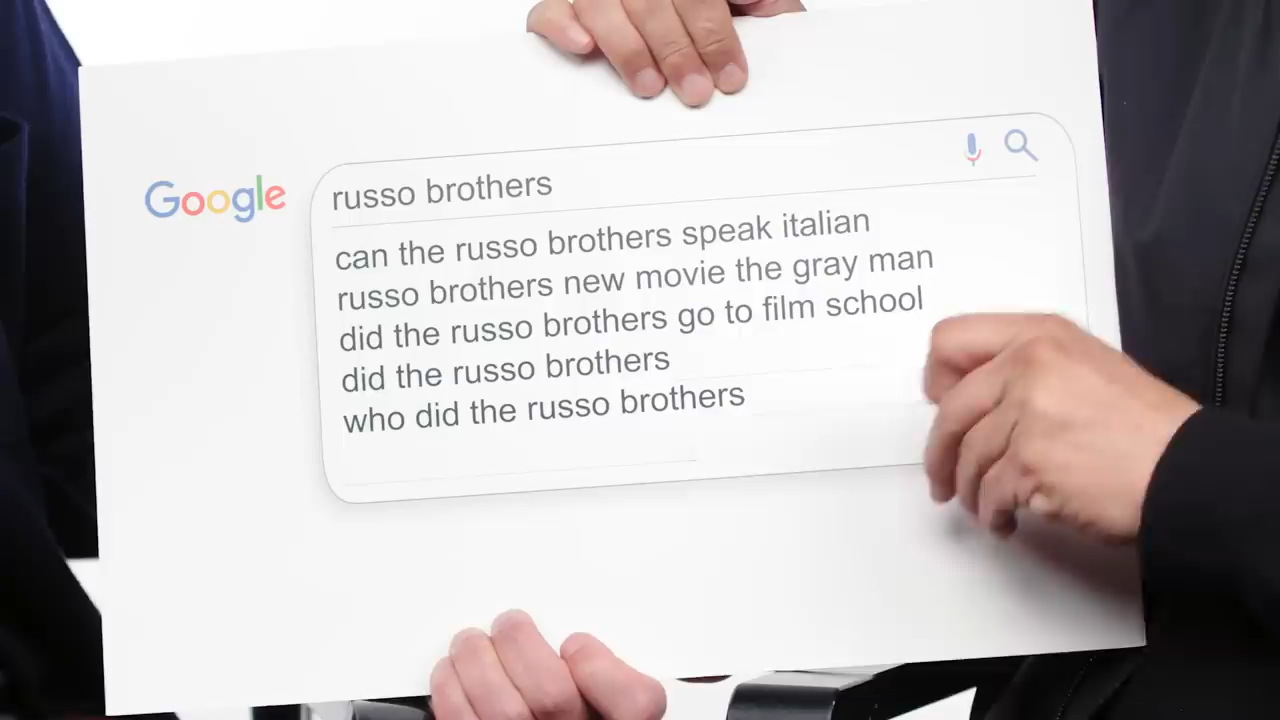 Google
russo brothers
can the russo brothers speak italian
russo brothers new movie the gray man
did the russo brothers go to film school
did the russo brothers
who did the russo brothers